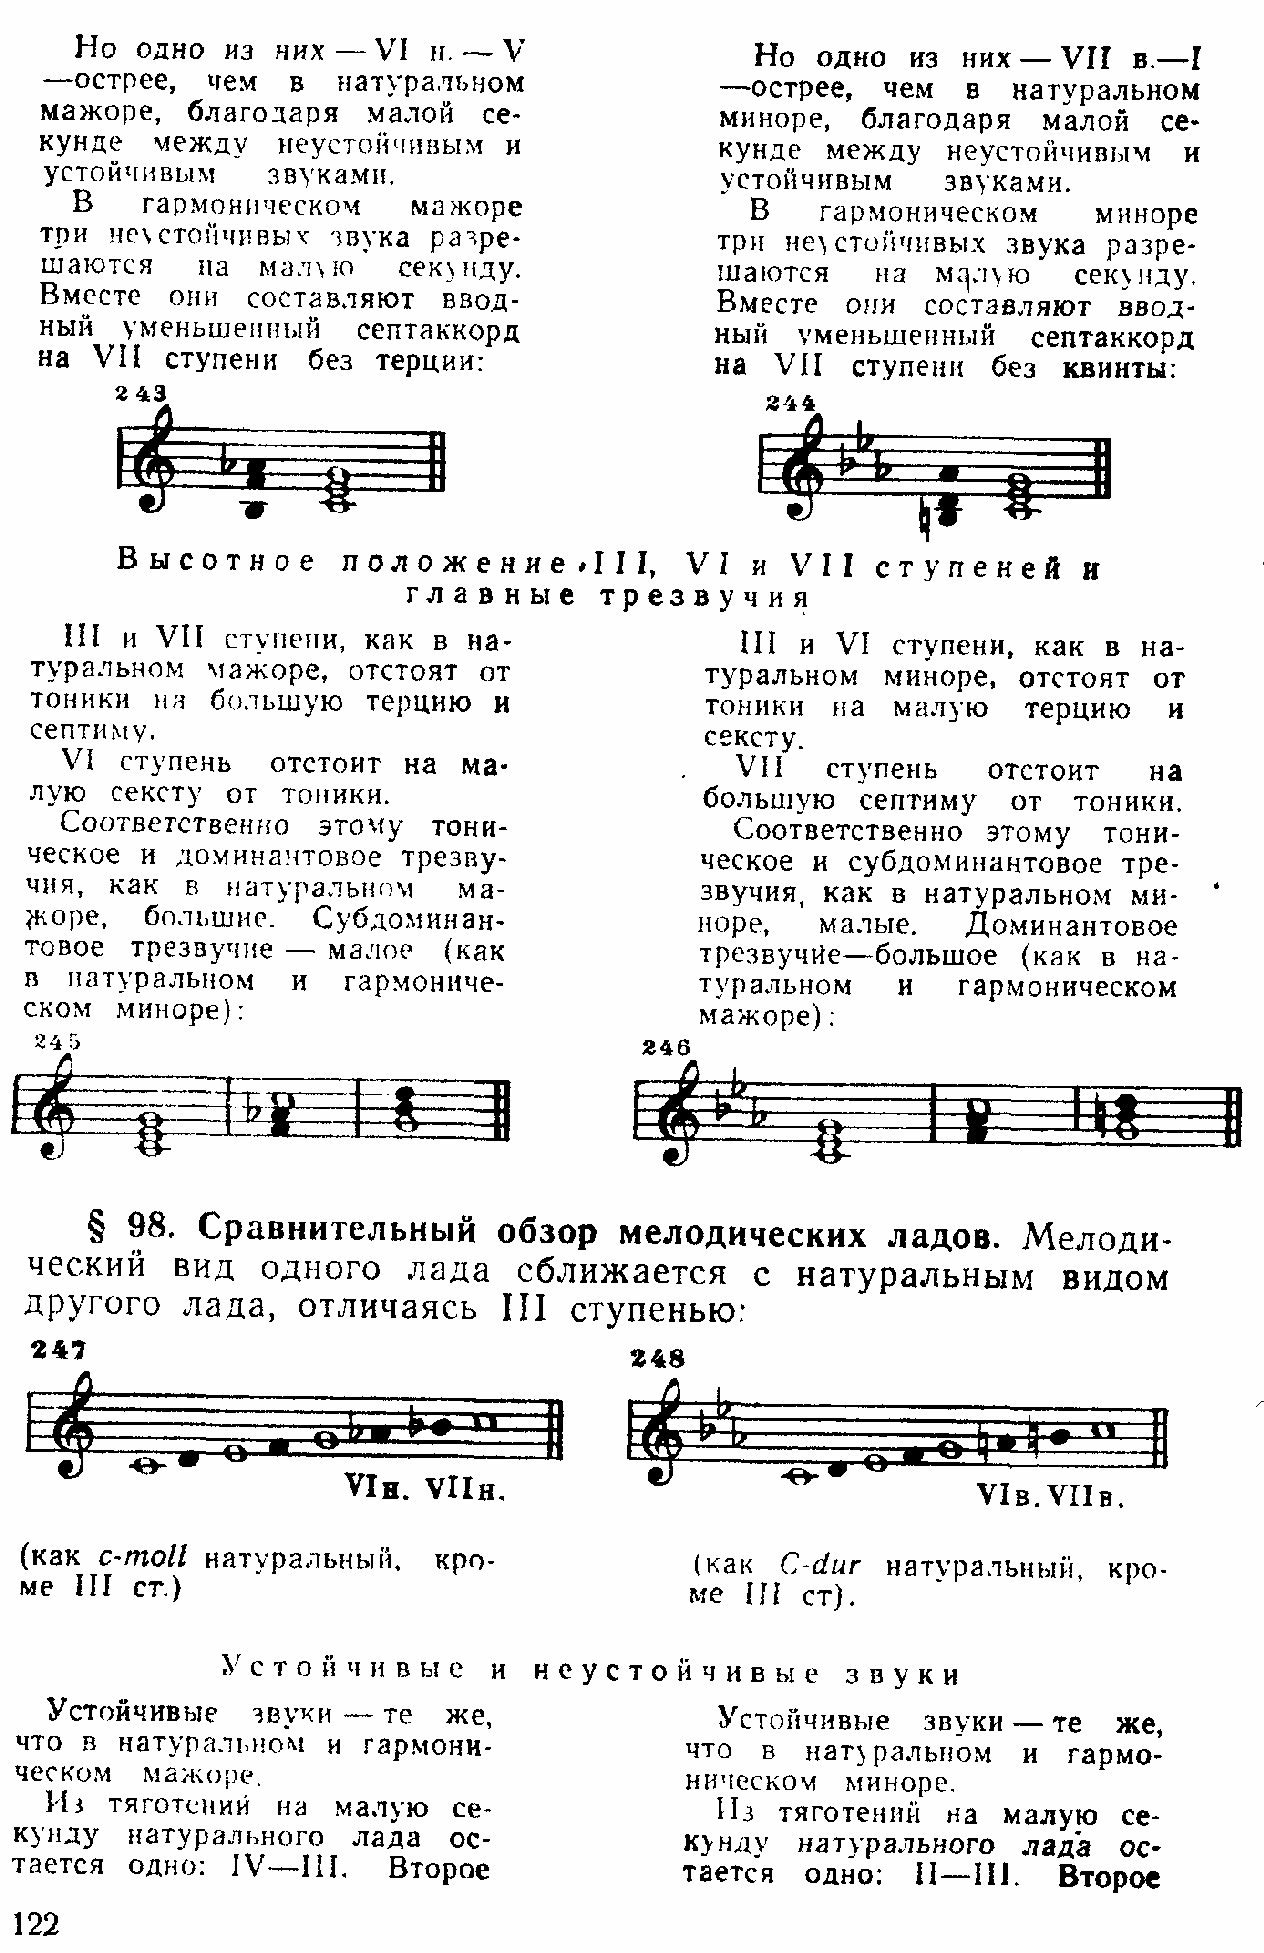 Но одно из них — VI н. — V
—острее, чем в натуральном
мажоре, благодаря малой се-
кунде между неустойчивым и
устойчивым звуками.
В гармоническом мажоре
три неустойчивых звука разре-
шаются на малую секунду.
Вместе они составляют ввод-
ный уменьшенный септаккорд
на VII ступени без терции:
243
Но одно из них — VII в.—I
—острее, чем в натуральном
миноре, благодаря малой се-
кунде между неустойчивым и
устойчивым звуками.
В гармоническом миноре
три неустойчивых звука разре-
шаются на малую секунду.
Вместе они составляют ввод-
ный уменьшенный септаккорд
на VII ступени без квинты:
244
Высотное положение III, VI и VII ступеней и
главные трезвучия
III и VII ступени, как в на-
туральном мажоре, отстоят от
тоники на большую терцию и
септиму.
VI ступень отстоит на ма-
лую сексту от тоники.
Соответственно этому тони-
ческое и доминантовое трезву-
чия, как в натуральном ма-
жоре, большие. Субдоминан-
товое трезвучие — малое (как
в натуральном и гармониче-
ском миноре):
245
III и VI ступени, как в на-
туральном миноре, отстоят от
тоники на малую терцию и
сексту.
VII ступень отстоит на
большую септиму от тоники.
Соответственно этому тони-
ческое и субдоминантовое тре-
звучия, как в натуральном ми-
норе, малые. Доминантовое
трезвучие—большое (как в на-
туральном и гармоническом
мажоре):
246
§ 98. Сравнительный обзор мелодических ладов. Мелоди-
ческий вид одного лада сближается с натуральным видом
другого лада, отличаясь III ступенью:
247
VIн. VIIн.
248
VIв. VIIв.
(как c-moll натуральный, кро-
ме III ст.)
(как C-dur натуральный, кро-
ме III ст).
Устойчивые и неустойчивые звуки
Устойчивые звуки — те же,
что в натуральном и гармони-
ческом мажоре.
Из тяготений на малую се-
кунду натурального лада ос-
тается одно: IV—III. Второе
Устойчивые звуки — те же,
что в натуральном и гармо-
ническом миноре.
Из тяготений на малую се-
кунду натурального лада ос-
тается одно: II—III. Второе
122